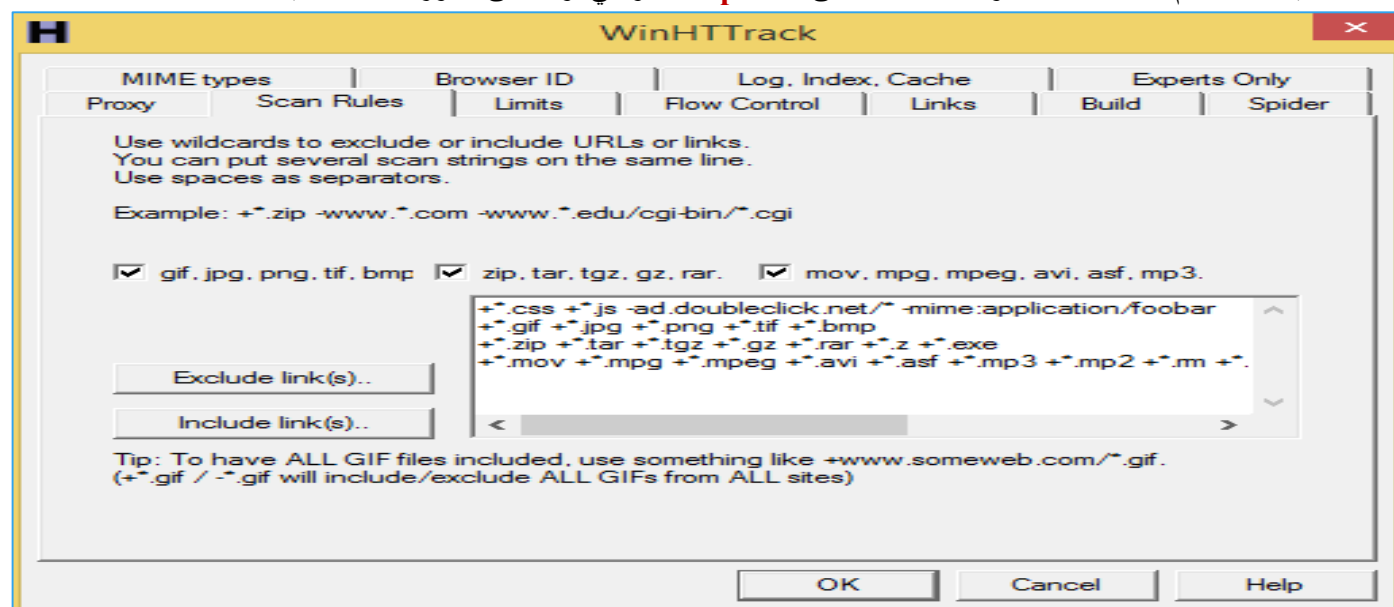 WinHTTrack
MIME types Browser ID Log, Index, Cache Experts Only
Proxy Scan Rules Limits Flow Control Links Build Spider
Use wildcards to exclude or include URLs or links.
You can put several scan strings on the same line.
Use spaces as separators.
Example: +*.zip -www.*.com -www.*.edu/cgi-bin/*.cgi
gif, jpg, png, tif, bmp zip, tar, tgz, gz, rar. mov, mpg, mpeg, avi, asf, mp3.
+*.css +*.js -ad.doubleclick.net/* -mime:application/foobar
+*.gif +*.jpg +*.png +*.tif +*.bmp
+*.zip +*.tar +*.tgz +*.gz +*.rar +*.z +*.exe
+*.mov +*.mpg +*.mpeg +*.avi +*.asf +*.mp3 +*.mp2 +*.rm +*.
Exclude link(s)..
Include link(s)..
Tip: To have ALL GIF files included, use something like +www.someweb.com/*.gif.
(+*.gif / -*.gif will include/exclude ALL GIFs from ALL sites)
OK Cancel Help